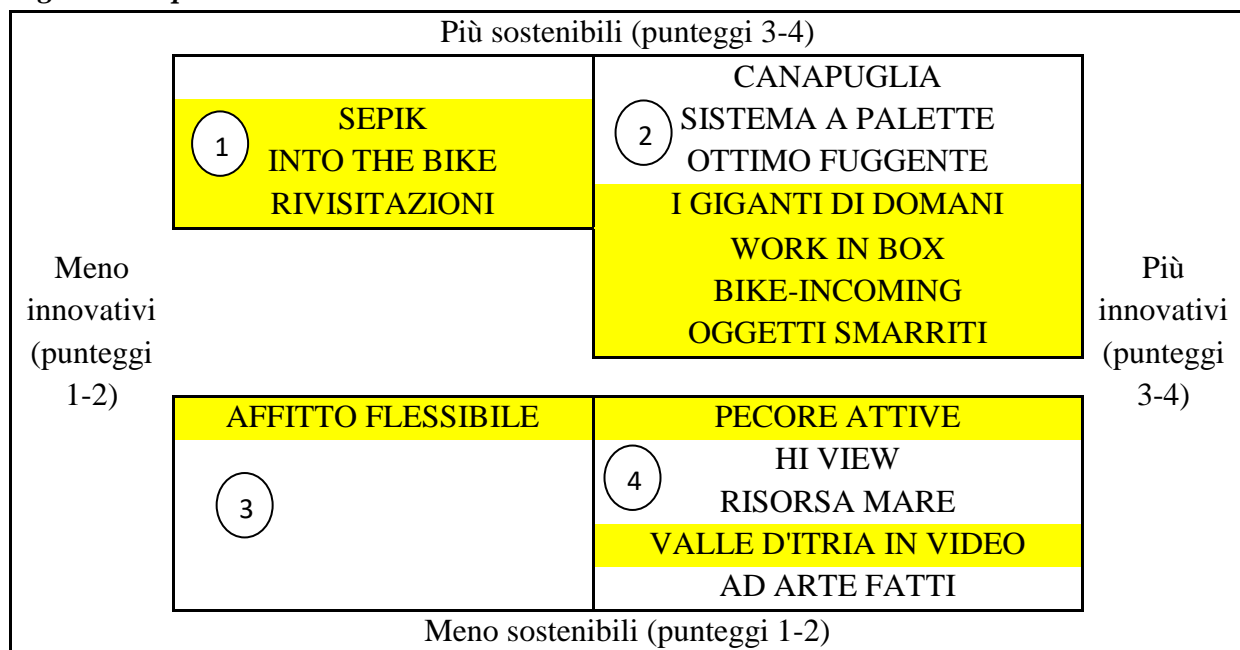 Più sostenibili (punteggi 3-4)
CANAPUGLIA
SEPIK
SISTEMA A PALETTE
1
2
INTO THE BIKE
OTTIMO FUGGENTE
RIVISITAZIONI
I GIGANTI DI DOMANI
WORK IN BOX
BIKE-INCOMING
OGGETTI SMARRITI
Meno
innovativi
(punteggi
1-2)
Più
innovativi
(punteggi
3-4)
AFFITTO FLESSIBILE
PECORE ATTIVE
HI VIEW
4
3
RISORSA MARE
VALLE D'ITRIA IN VIDEO
AD ARTE FATTI
Meno sostenibili (punteggi 1-2)